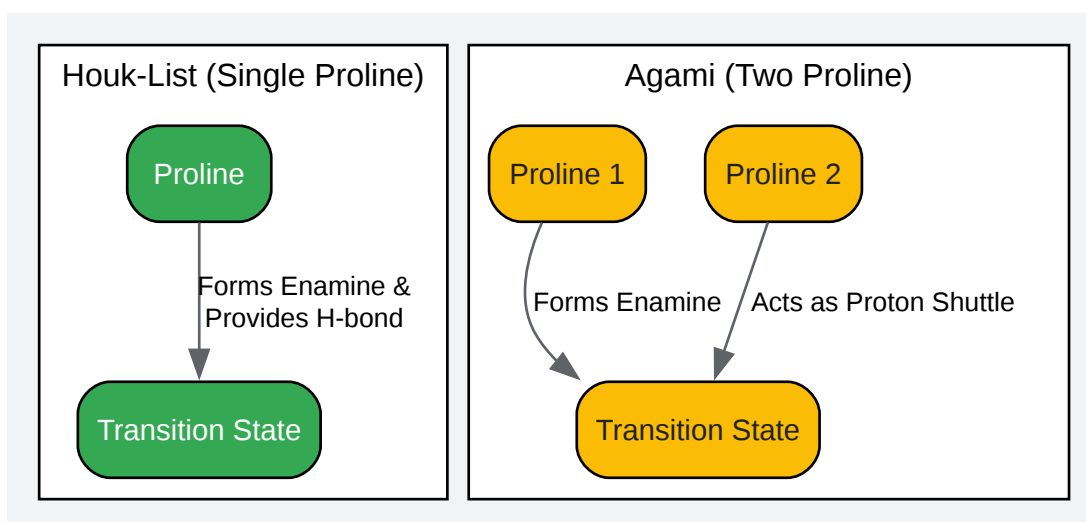 Houk-List (Single Proline)
Proline
Forms Enamine &
Provides H-bond
Transition State
Agami (Two Proline)
Proline 1
Proline 2
Forms Enamine
Acts as Proton Shuttle
Transition State